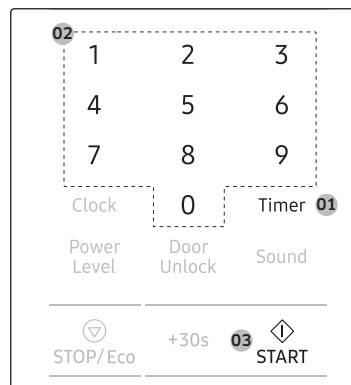 02
1 2 3
4 5 6
7 8 9
Clock 0 Timer 01
Power Level Door Unlock Sound
STOP/Eco +30s 03 START